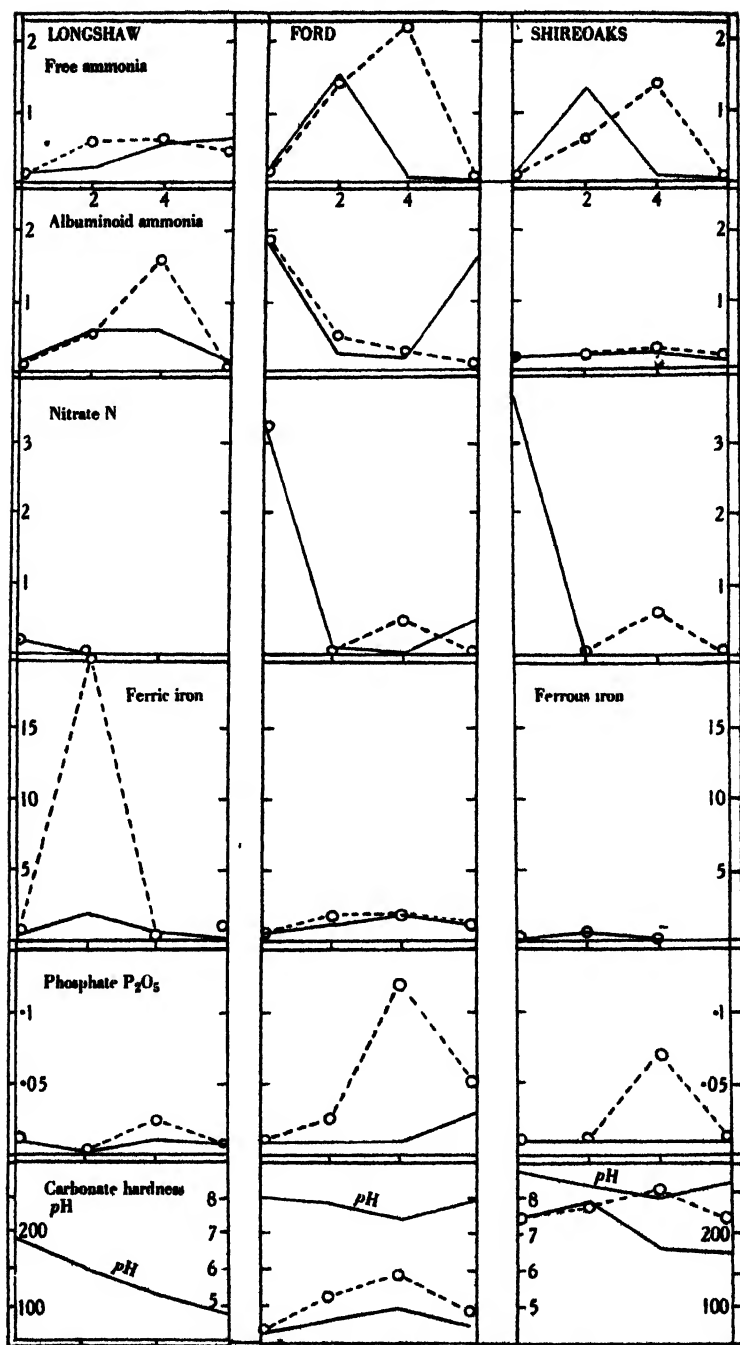 LONGSHAW FORD SHIREOAKS
2 2
Free ammonia
1 1
2 4 2 4 2 4
Albuminoid ammonia
2 2
1 1
Nitrate N
3 3
2 2
1 1
Ferric iron Ferrous iron
15 15
10 10
5 5
Phosphate P₂O₅
·1 ·1
·05 ·05
Carbonate hardness
pH 8 pH 8 pH
200 7 7 200
pH 6 6
100 5 5 100